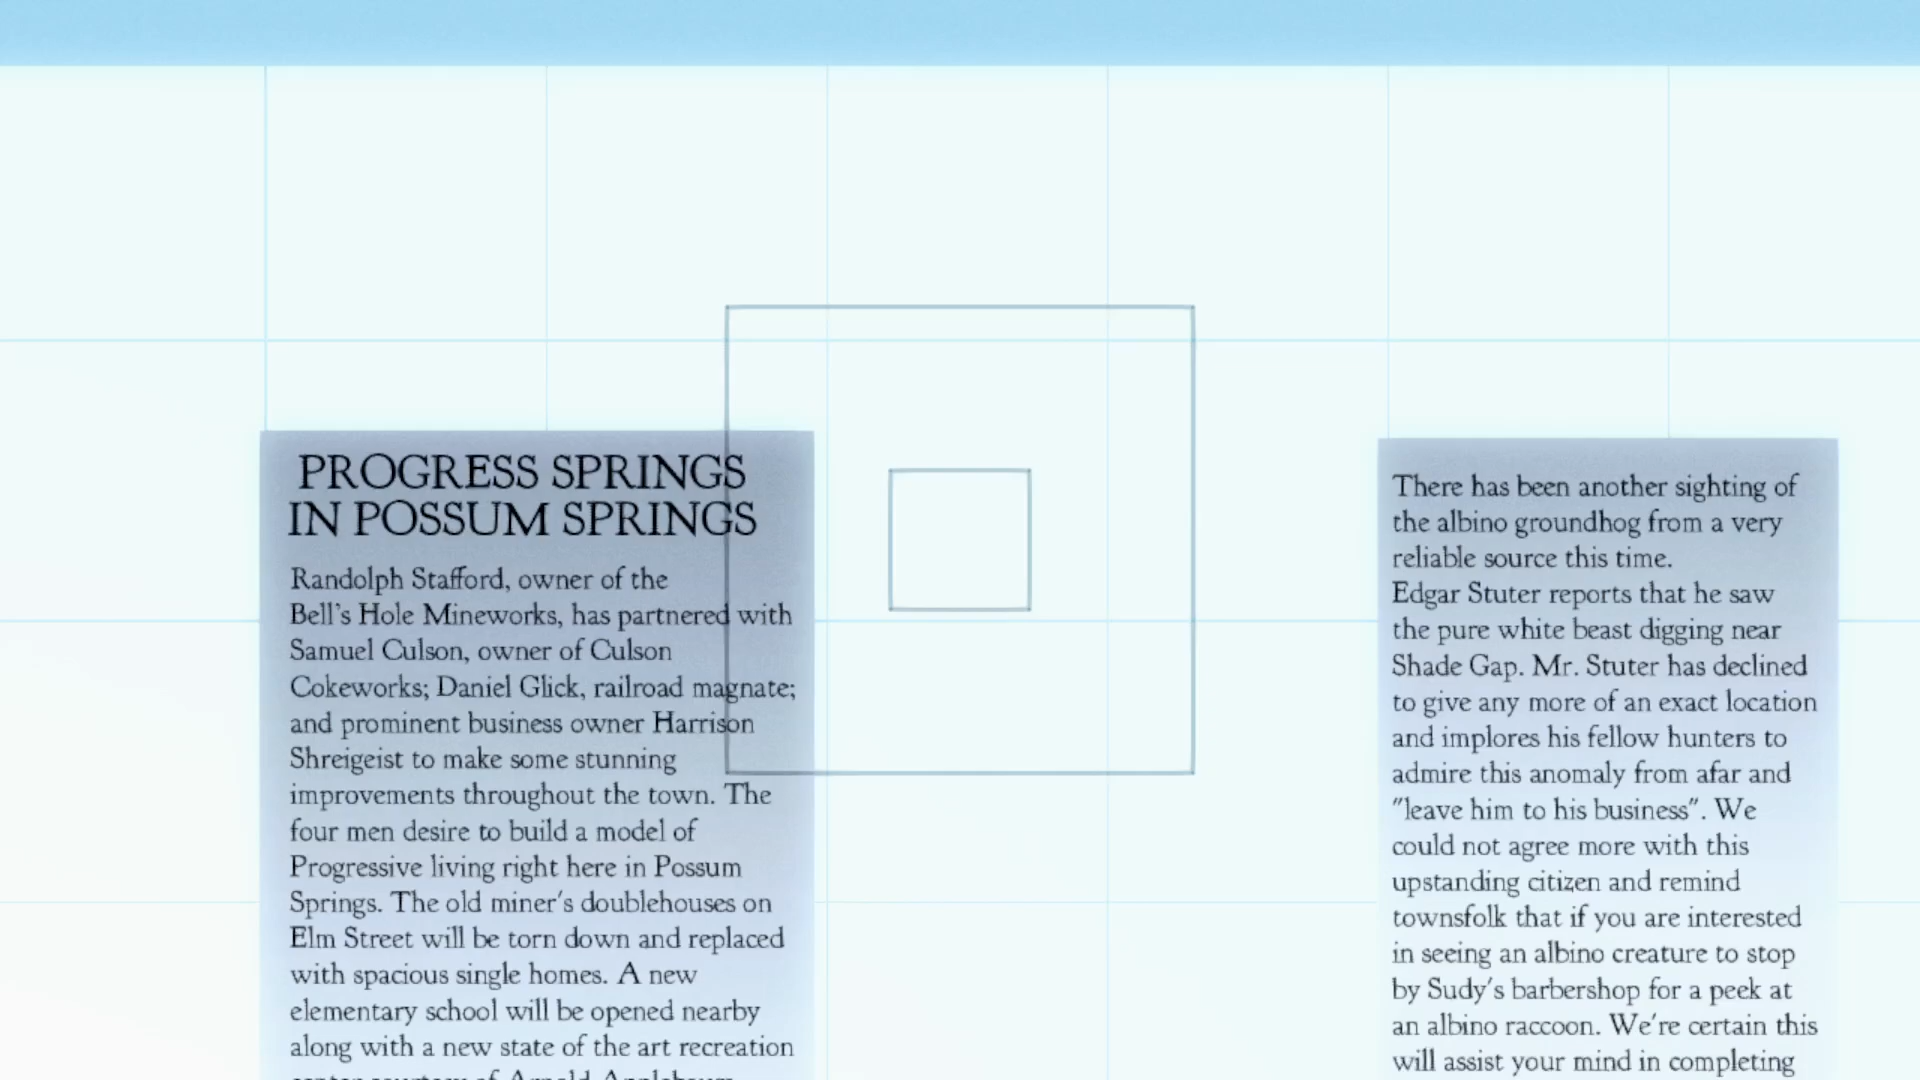 PROGRESS SPRINGS
IN POSSUM SPRINGS
Randolph Stafford, owner of the
Bell's Hole Mineworks, has partnered with
Samuel Culson, owner of Culson
Cokeworks; Daniel Glick, railroad magnate;
and prominent business owner Harrison
Shreigeist to make some stunning
improvements throughout the town. The
four men desire to build a model of
Progressive living right here in Possum
Springs. The old miner's doublehouses on
Elm Street will be torn down and replaced
with spacious single homes. A new
elementary school will be opened nearby
along with a new state of the art recreation
There has been another sighting of
the albino groundhog from a very
reliable source this time.
Edgar Stuter reports that he saw
the pure white beast digging near
Shade Gap. Mr. Stuter has declined
to give any more of an exact location
and implores his fellow hunters to
admire this anomaly from afar and
"leave him to his business". We
could not agree more with this
upstanding citizen and remind
townsfolk that if you are interested
in seeing an albino creature to stop
by Sudy's barbershop for a peek at
an albino raccoon. We're certain this
will assist your mind in completing